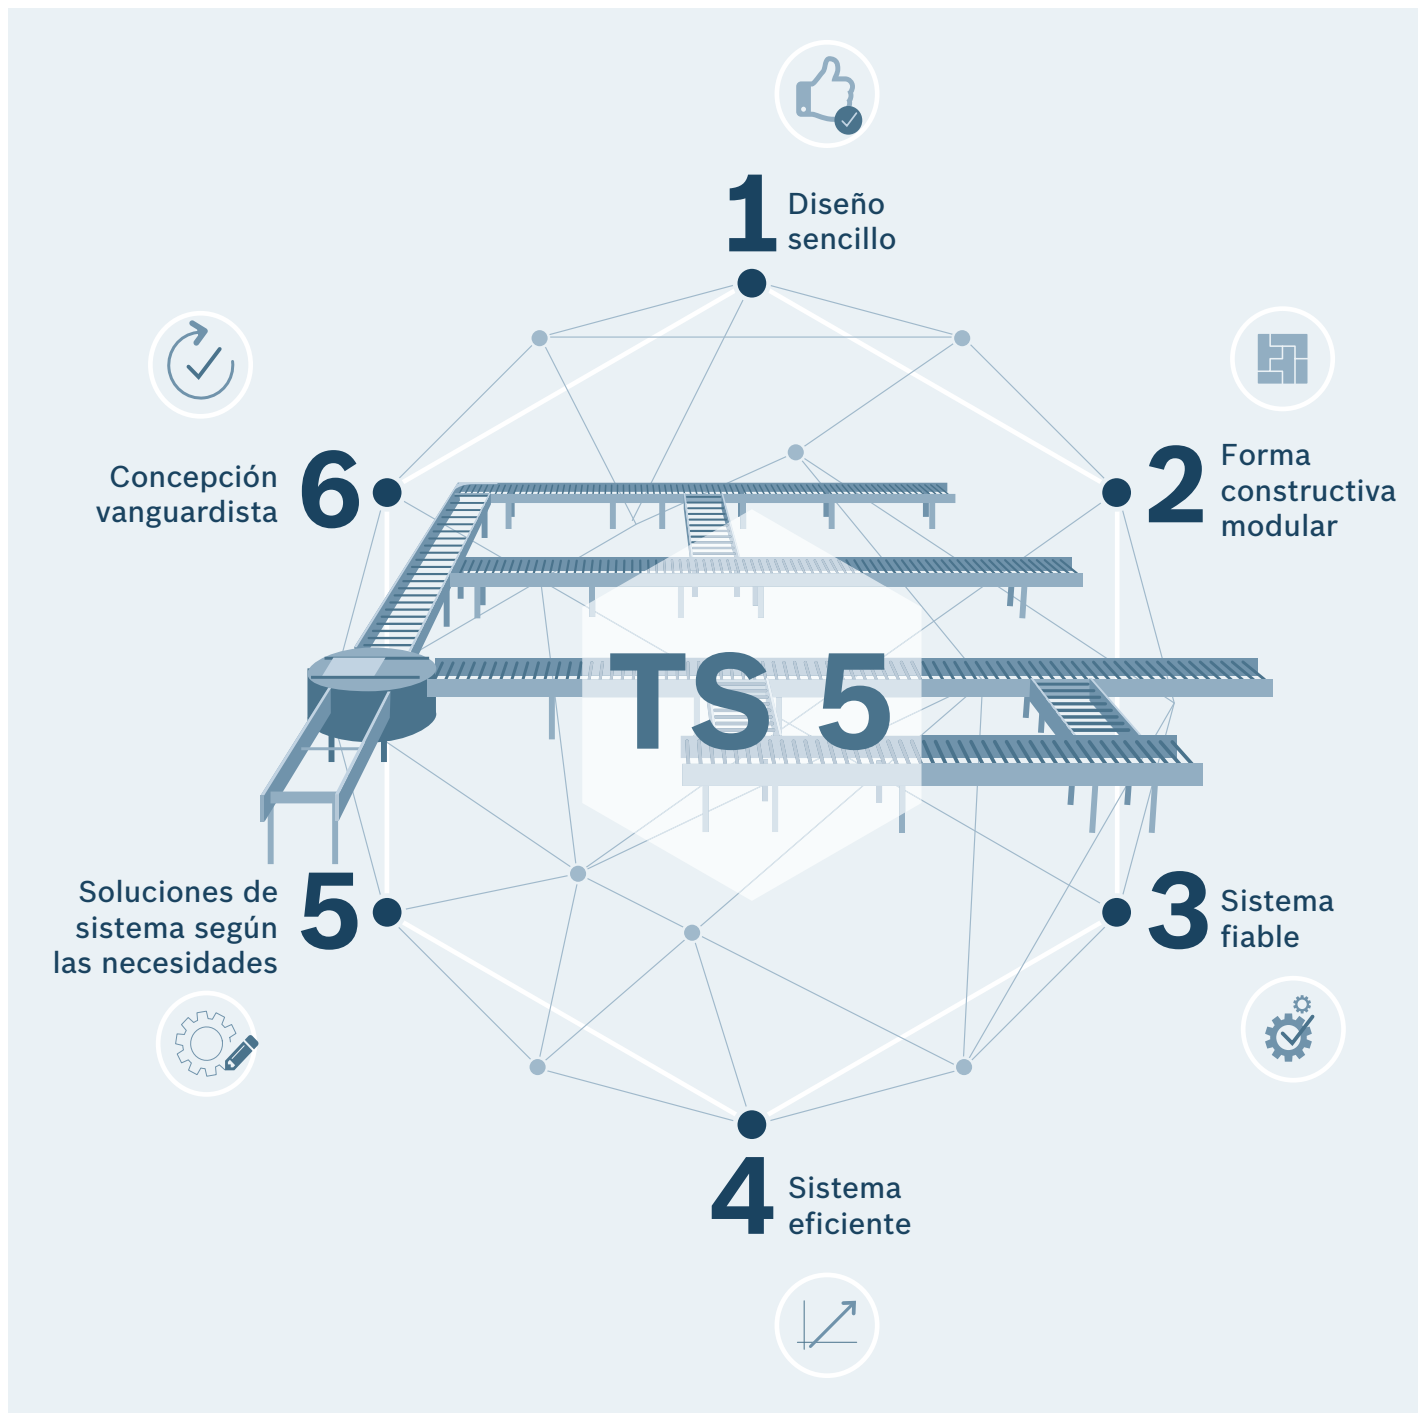 1 Diseño
sencillo
2 Forma
constructiva
modular
3 Sistema
fiable
4 Sistema
eficiente
5 Soluciones de
sistema según
las necesidades
6 Concepción
vanguardista
TS 5